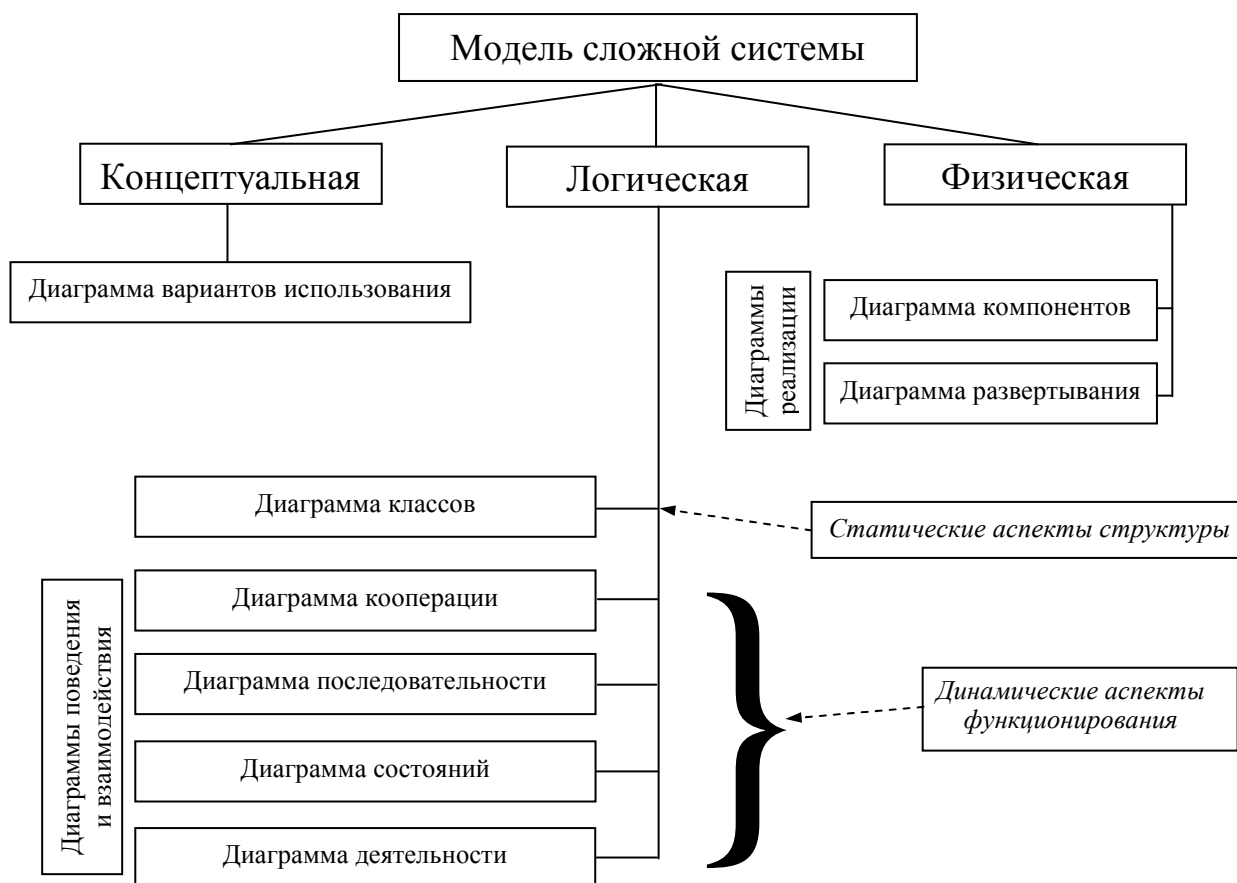 Модель сложной системы
Концептуальная
Логическая
Физическая
Диаграмма вариантов использования
Диаграммы
реализации
Диаграмма компонентов
Диаграмма развертывания
Диаграмма классов
Статические аспекты структуры
Диаграммы поведения
и взаимодействия
Диаграмма кооперации
Диаграмма последовательности
Диаграмма состояний
Диаграмма деятельности
Динамические аспекты
функционирования